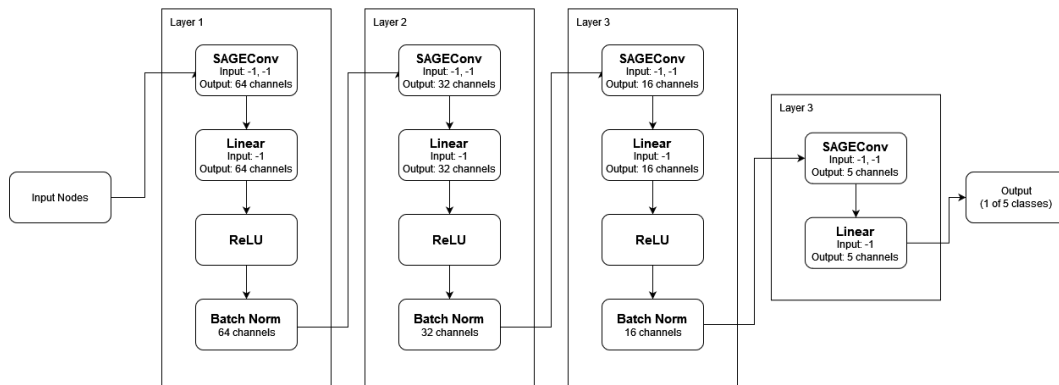 Input Nodes
Layer 1
SAGEConv
Input: -1, -1
Output: 64 channels
Linear
Input: -1
Output: 64 channels
ReLU
Batch Norm
64 channels
Layer 2
SAGEConv
Input: -1, -1
Output: 32 channels
Linear
Input: -1
Output: 32 channels
ReLU
Batch Norm
32 channels
Layer 3
SAGEConv
Input: -1, -1
Output: 16 channels
Linear
Input: -1
Output: 16 channels
ReLU
Batch Norm
16 channels
Layer 3
SAGEConv
Input: -1, -1
Output: 5 channels
Linear
Input: -1
Output: 5 channels
Output
(1 of 5 classes)